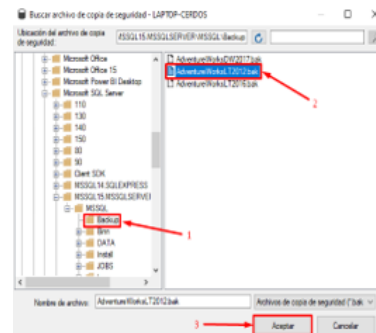 Buscar archivo de copia de seguridad - LAPTOP-CERDOS
Ubicación del archivo de copia de seguridad:
\SSQL15.MSSQLSERVER\MSSQL\Backup
Microsoft Office
Microsoft Office 15
Microsoft Power BI Desktop
Microsoft SQL Server
110
130
140
150
80
90
Client SDK
MSSQL14.SQLEXPRESS
MSSQL15.MSSQLSERVER
MSSQL
Backup
Binn
DATA
Install
JOBS
AdventureWorksDW2017.bak
AdventureWorksLT2012.bak
AdventureWorksLT2016.bak
1
2
Nombre de archivo:
AdventureWorksLT2012.bak
Archivos de copia de seguridad (*.bak
3
Aceptar
Cancelar